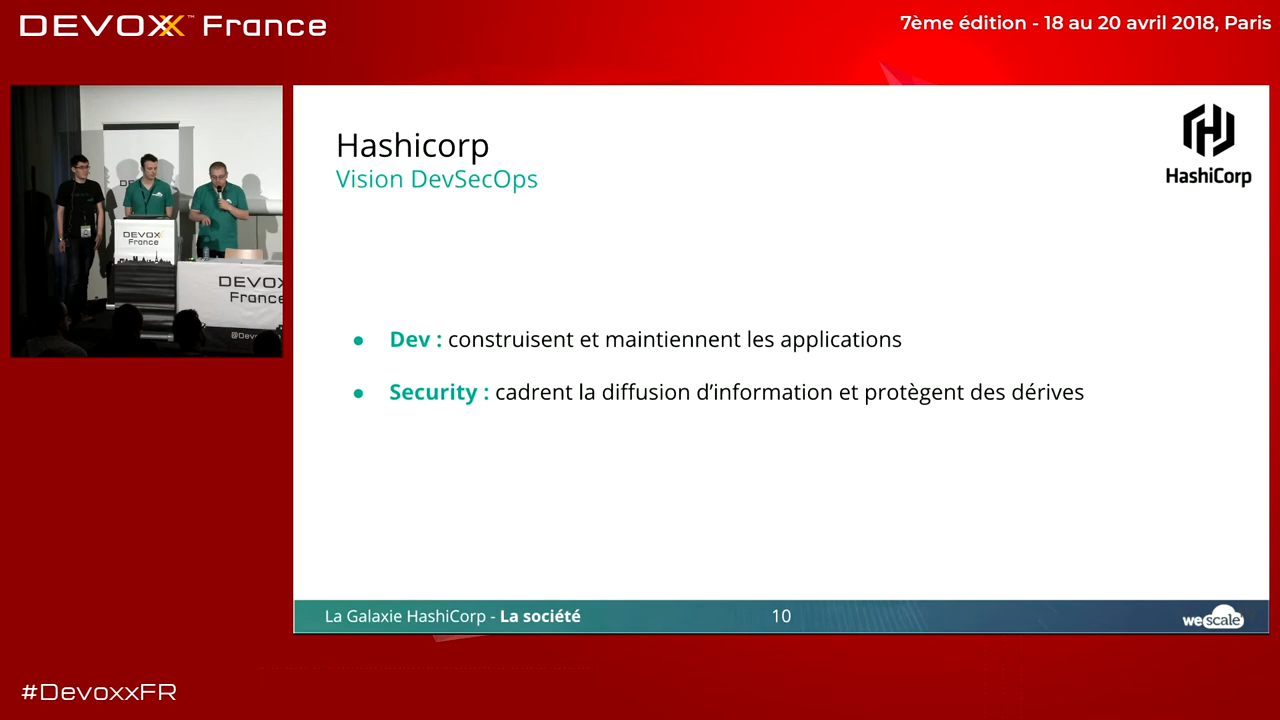 DEVOXX™ France
7ème édition - 18 au 20 avril 2018, Paris
Hashicorp
Vision DevSecOps
HashiCorp
DEVOXX
France
DEVOX
France
@Devo
● Dev : construisent et maintiennent les applications
● Security : cadrent la diffusion d’information et protègent des dérives
La Galaxie HashiCorp - La société
10
wescale
#DevoxxFR